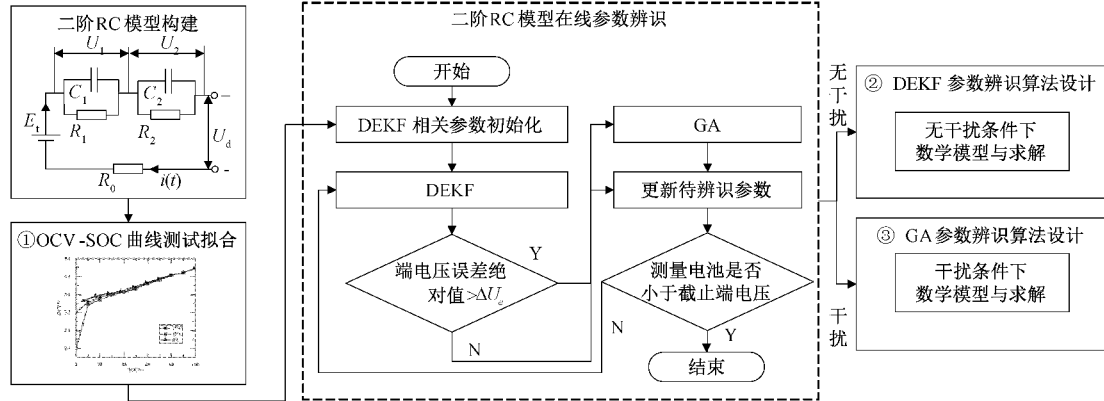 二阶RC模型构建
U1
U2
C1
C2
R1
R2
Et
Ud
R0
i(t)
-
-
①OCV-SOC曲线测试拟合
二阶RC模型在线参数辨识
开始
DEKF相关参数初始化
DEKF
端电压误差绝
对值>ΔUe
Y
N
GA
更新待辨识参数
测量电池是否
小于截止端电压
N
Y
结束
无干扰
干扰
② DEKF 参数辨识算法设计
无干扰条件下
数学模型与求解
③ GA参数辨识算法设计
干扰条件下
数学模型与求解